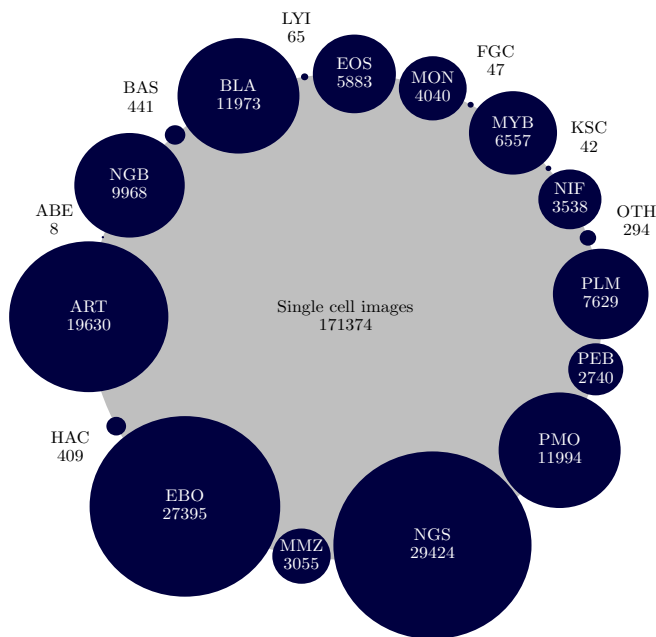 LYI
65
EOS
5883
MON
4040
FGC
47
BAS
441
BLA
11973
MYB
6557
KSC
42
NGB
9968
NIF
3538
ABE
8
OTH
294
ART
19630
Single cell images
171374
PLM
7629
PEB
2740
HAC
409
PMO
11994
EBO
27395
MMZ
3055
NGS
29424